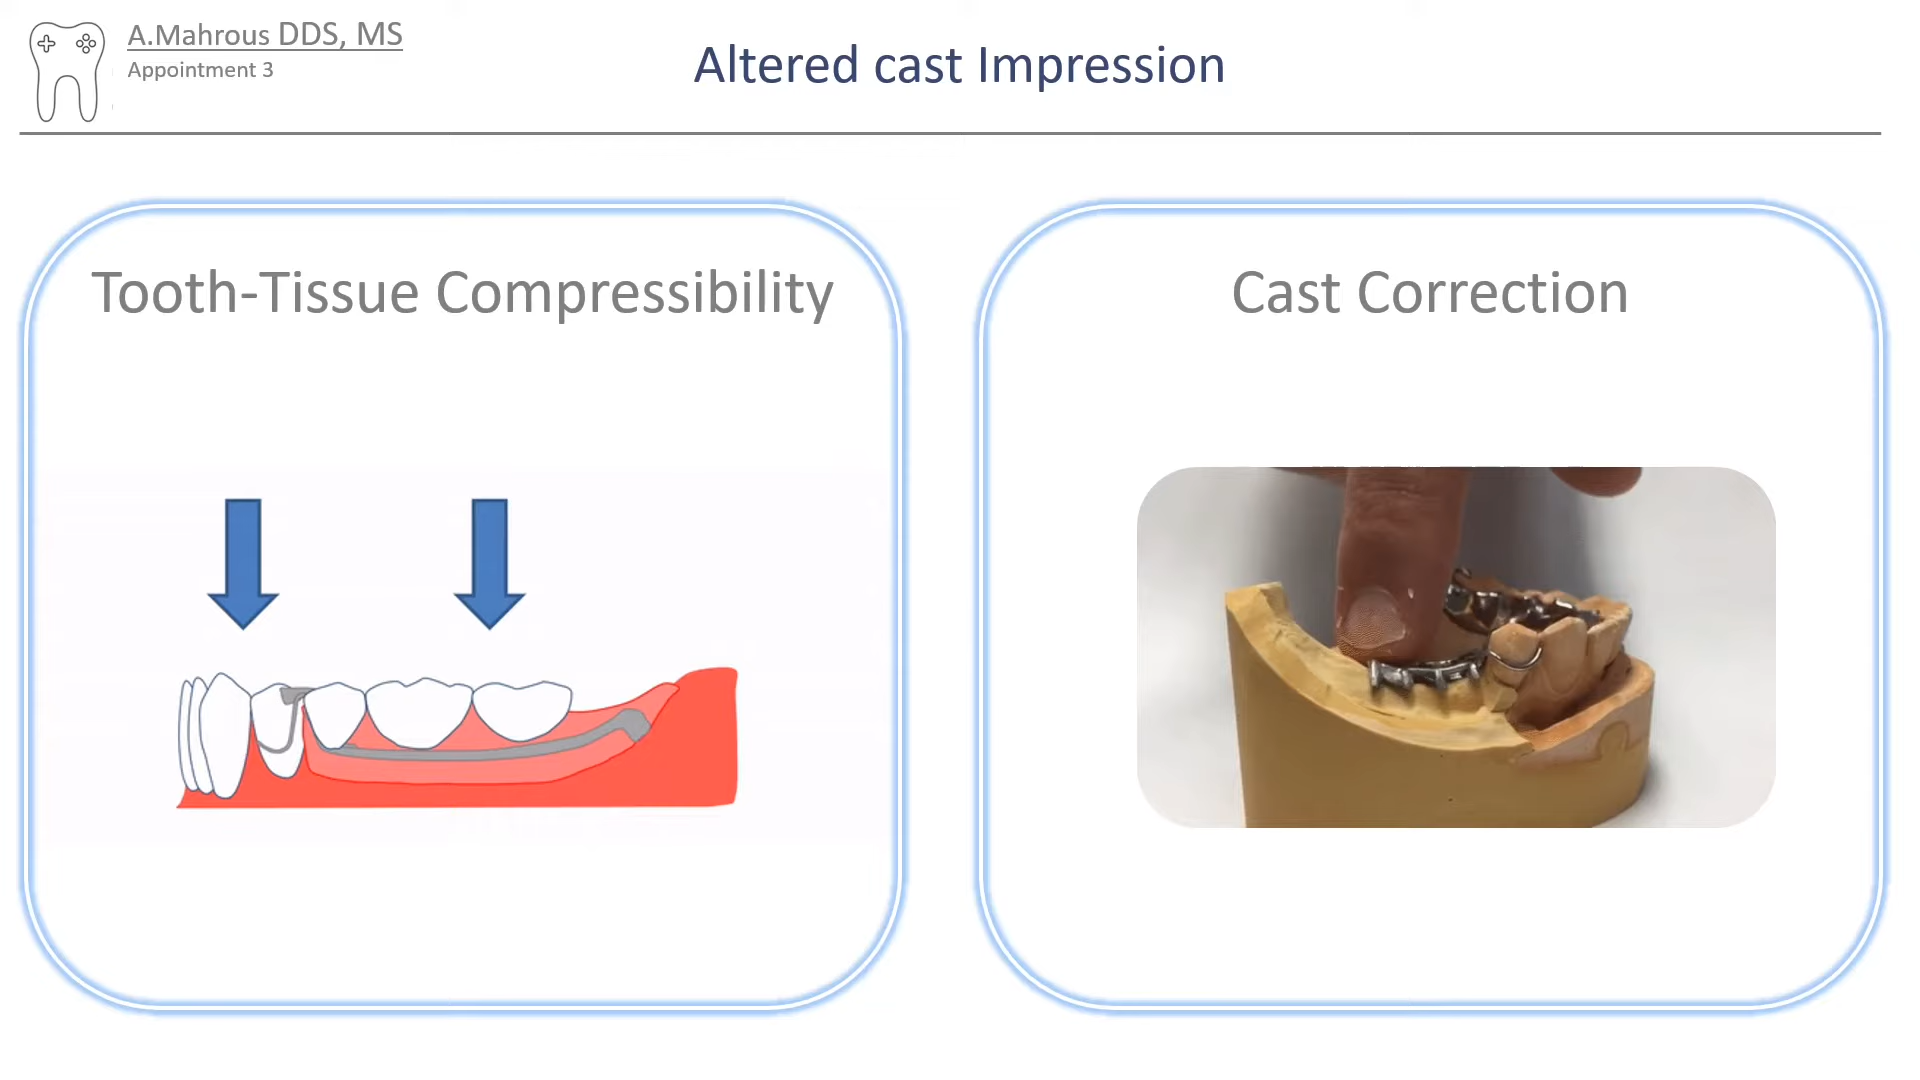 A.Mahrous DDS, MS
Appointment 3
Altered cast Impression
Tooth-Tissue Compressibility
Cast Correction